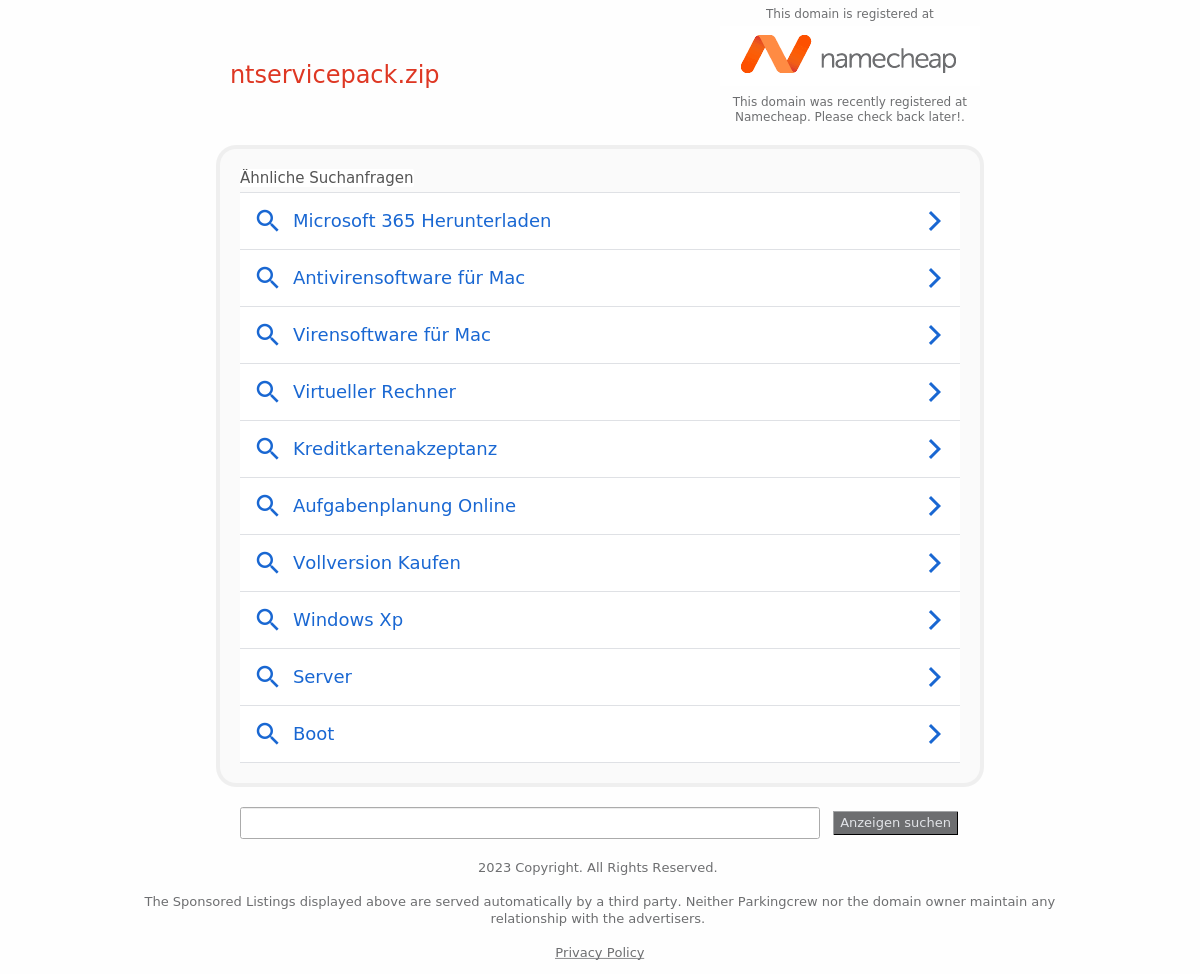 This domain is registered at
namecheap
ntservicepack.zip
This domain was recently registered at
Namecheap. Please check back later!.
Ähnliche Suchanfragen
Microsoft 365 Herunterladen
Antivirensoftware für Mac
Virensoftware für Mac
Virtueller Rechner
Kreditkartenakzeptanz
Aufgabenplanung Online
Vollversion Kaufen
Windows Xp
Server
Boot
Anzeigen suchen
2023 Copyright. All Rights Reserved.
The Sponsored Listings displayed above are served automatically by a third party. Neither Parkingcrew nor the domain owner maintain any
relationship with the advertisers.
Privacy Policy